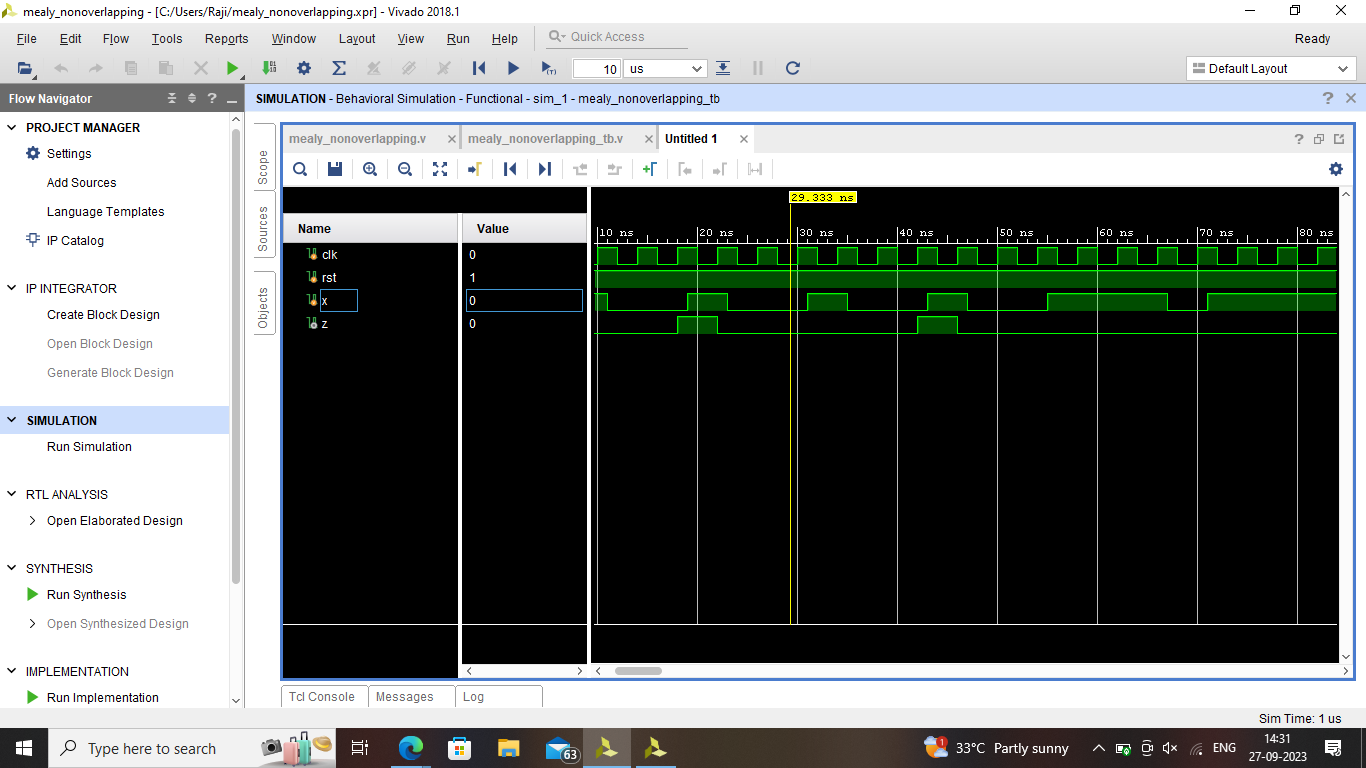 mealy_nonoverlapping - [C:/Users/Raji/mealy_nonoverlapping.xpr] - Vivado 2018.1
File Edit Flow Tools Reports Window Layout View Run Help Quick Access Ready
10 us Default Layout
Flow Navigator
SIMULATION - Behavioral Simulation - Functional - sim_1 - mealy_nonoverlapping_tb
PROJECT MANAGER
Settings
Add Sources
Language Templates
IP Catalog
IP INTEGRATOR
Create Block Design
Open Block Design
Generate Block Design
SIMULATION
Run Simulation
RTL ANALYSIS
Open Elaborated Design
SYNTHESIS
Run Synthesis
Open Synthesized Design
IMPLEMENTATION
Run Implementation
Scope
Sources
Objects
mealy_nonoverlapping.v mealy_nonoverlapping_tb.v Untitled 1
29.333 ns
Name Value
10 ns 20 ns 30 ns 40 ns 50 ns 60 ns 70 ns 80 ns
clk 0
rst 1
x 0
z 0
Tcl Console Messages Log
Sim Time: 1 us
Type here to search
63
1
33°C Partly sunny
ENG
14:31
27-09-2023